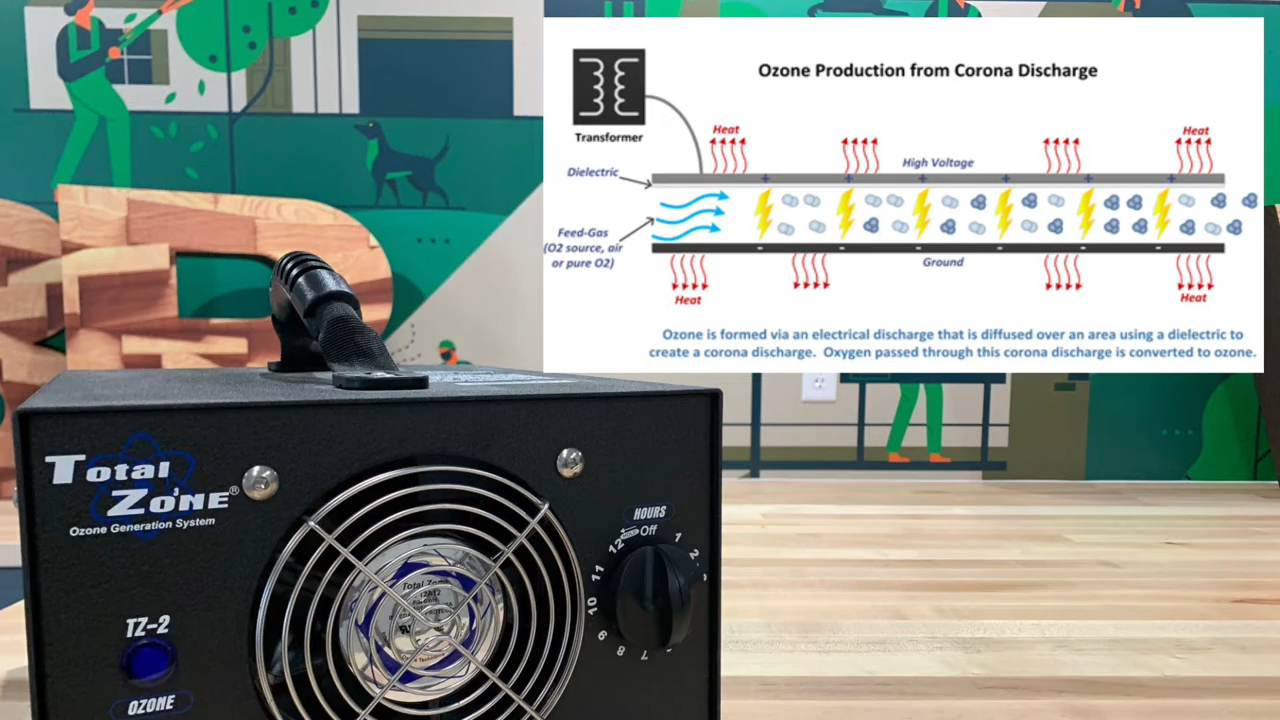 Ozone Production from Corona Discharge
Transformer
Heat
Heat
High Voltage
Dielectric
+ + + + + +
Feed-Gas
(O2 source, air
or pure O2)
- - - - - -
Ground
Heat
Heat
Ozone is formed via an electrical discharge that is diffused over an area using a dielectric to
create a corona discharge. Oxygen passed through this corona discharge is converted to ozone.
Total
ZO³NE®
Ozone Generation System
TZ-2
OZONE
HOURS
Off
1
2
7
8
9
10
11
12
Total Zone